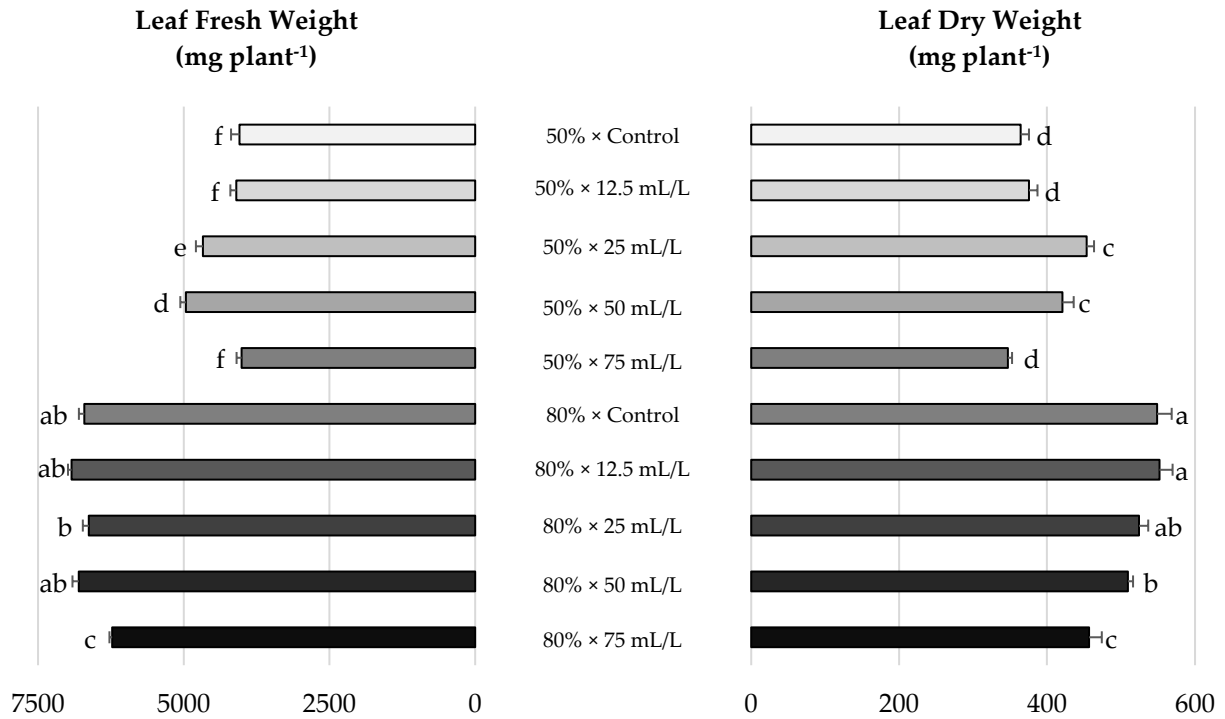 Leaf Fresh Weight
(mg plant⁻¹)
Leaf Dry Weight
(mg plant⁻¹)
f 50% × Control d
f 50% × 12.5 mL/L d
e 50% × 25 mL/L c
d 50% × 50 mL/L c
f 50% × 75 mL/L d
ab 80% × Control a
ab 80% × 12.5 mL/L a
b 80% × 25 mL/L ab
ab 80% × 50 mL/L b
c 80% × 75 mL/L c
7500 5000 2500 0 0 200 400 600